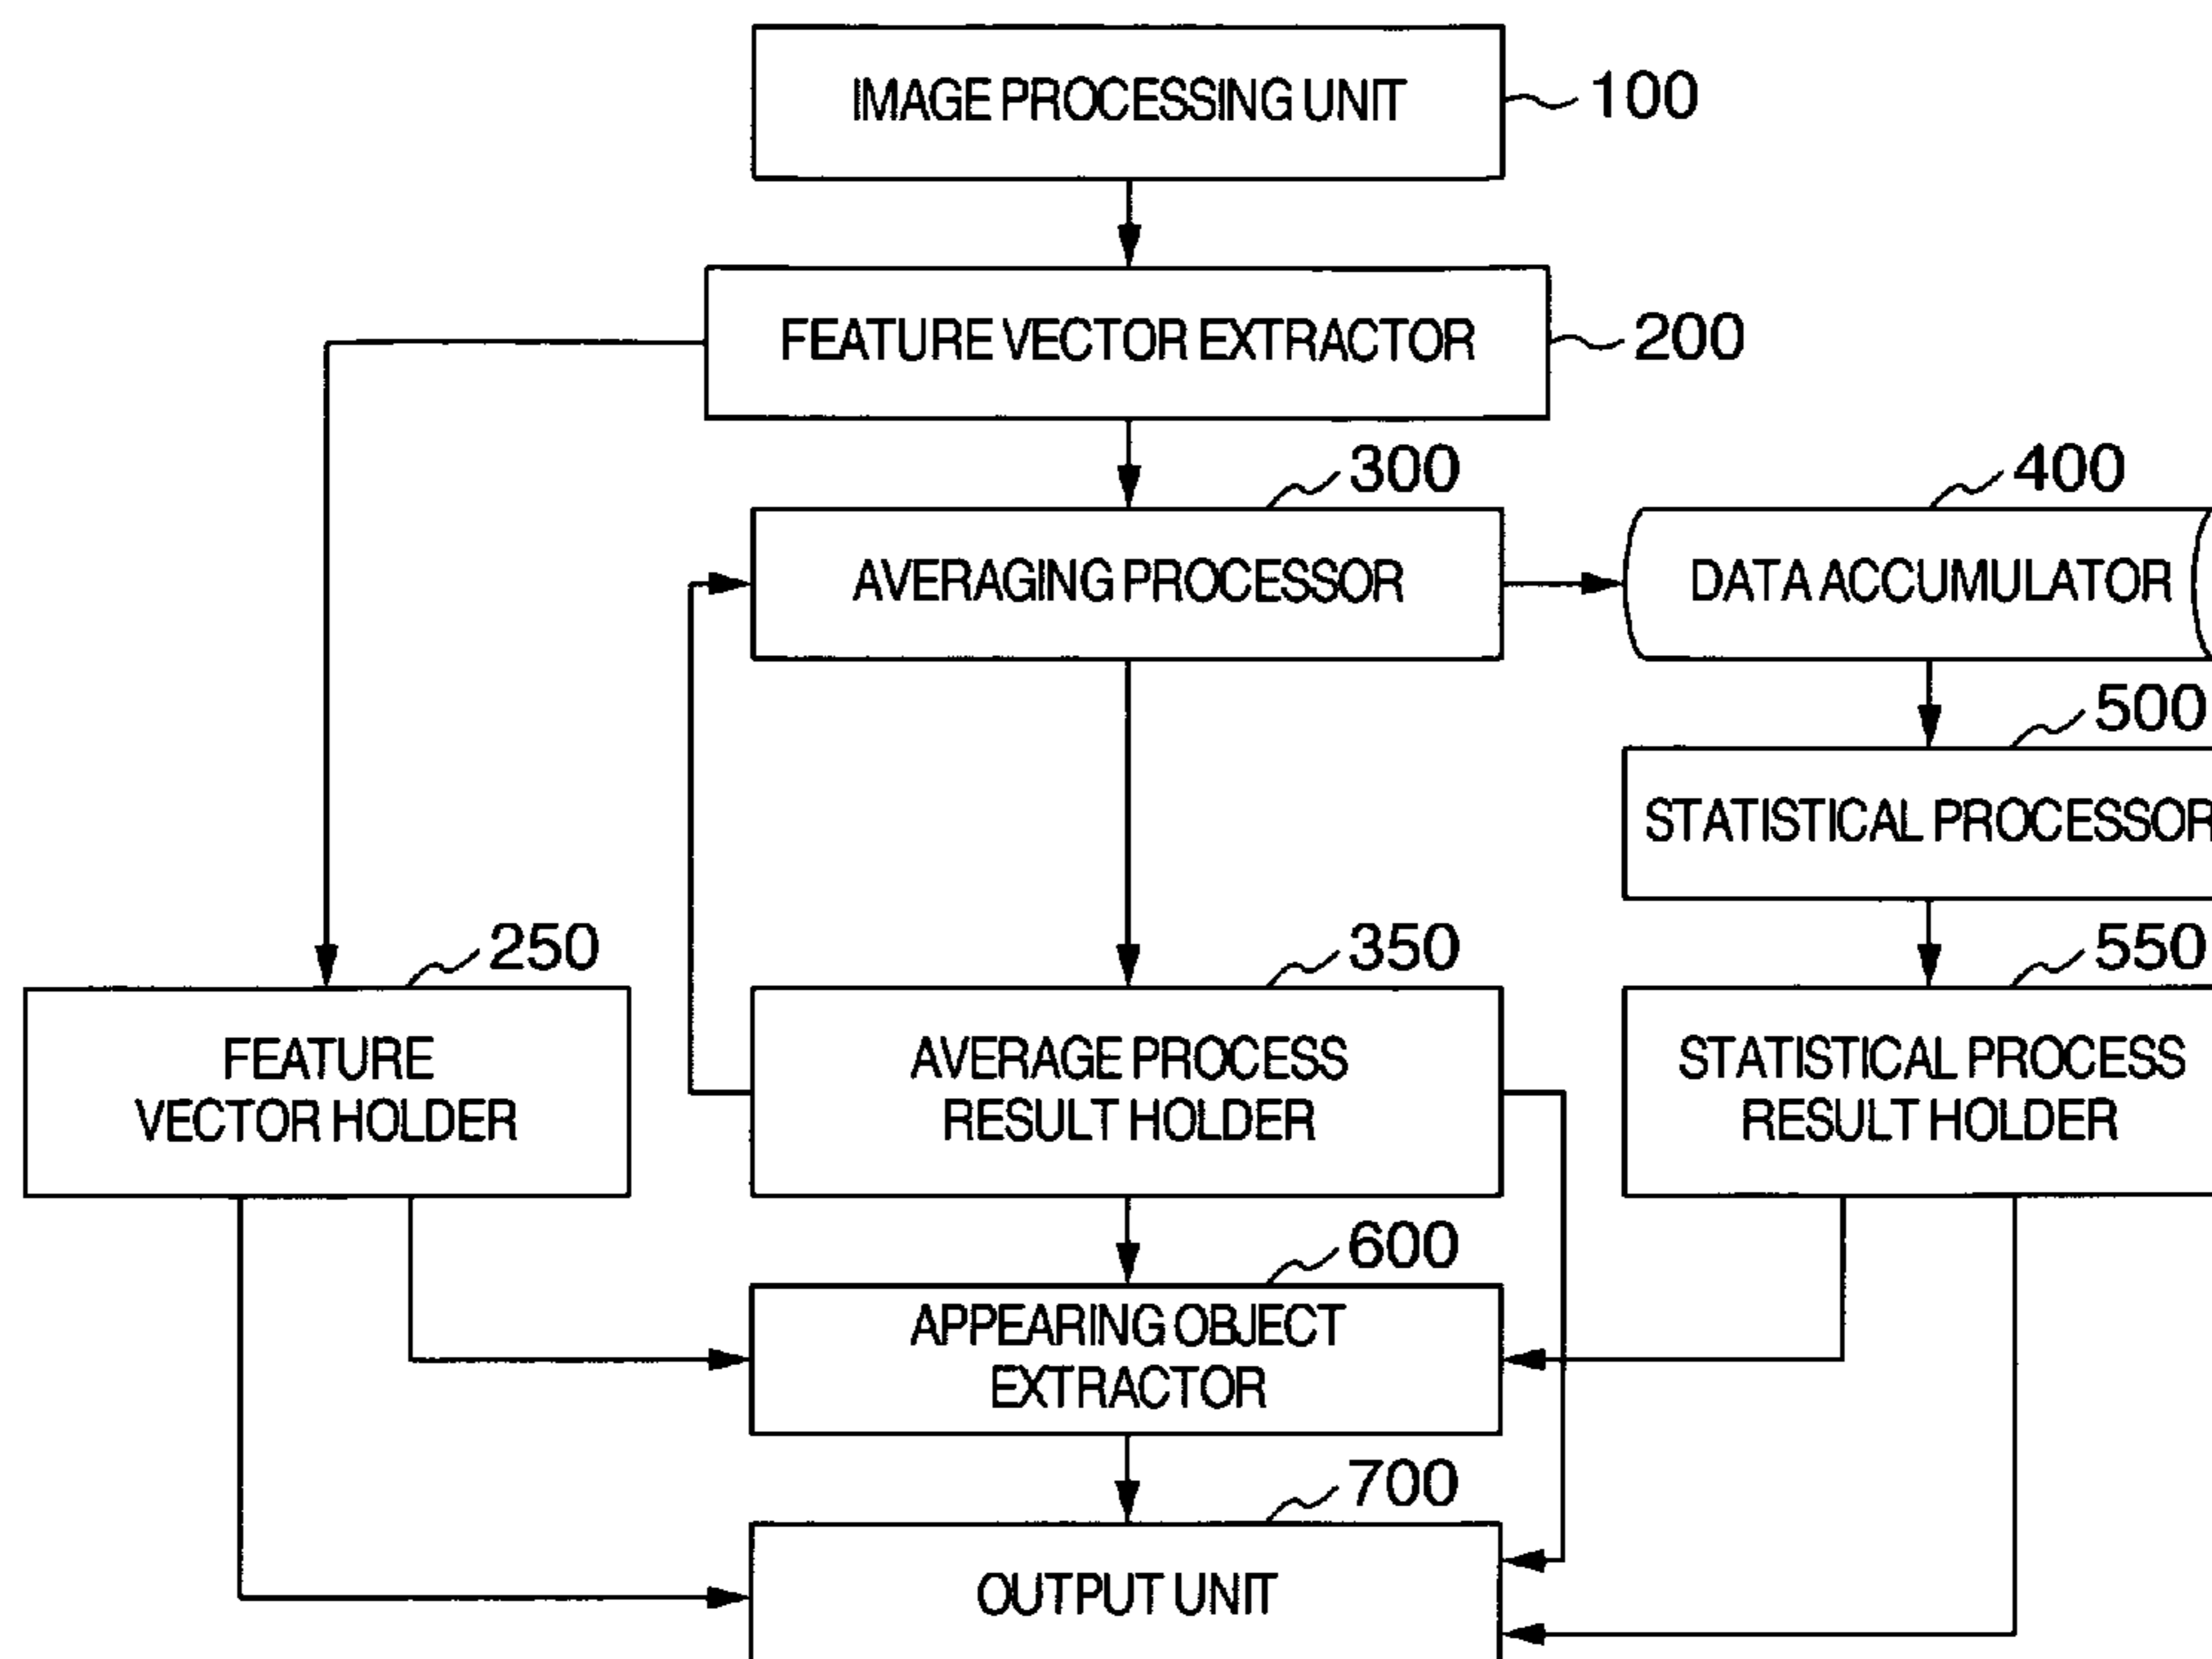 IMAGE PROCESSING UNIT
100
FEATURE VECTOR EXTRACTOR
200
300
400
AVERAGING PROCESSOR
DATA ACCUMULATOR
500
STATISTICAL PROCESSOR
250
350
550
FEATURE
VECTOR HOLDER
AVERAGE PROCESS
RESULT HOLDER
STATISTICAL PROCESS
RESULT HOLDER
600
APPEARING OBJECT
EXTRACTOR
700
OUTPUT UNIT